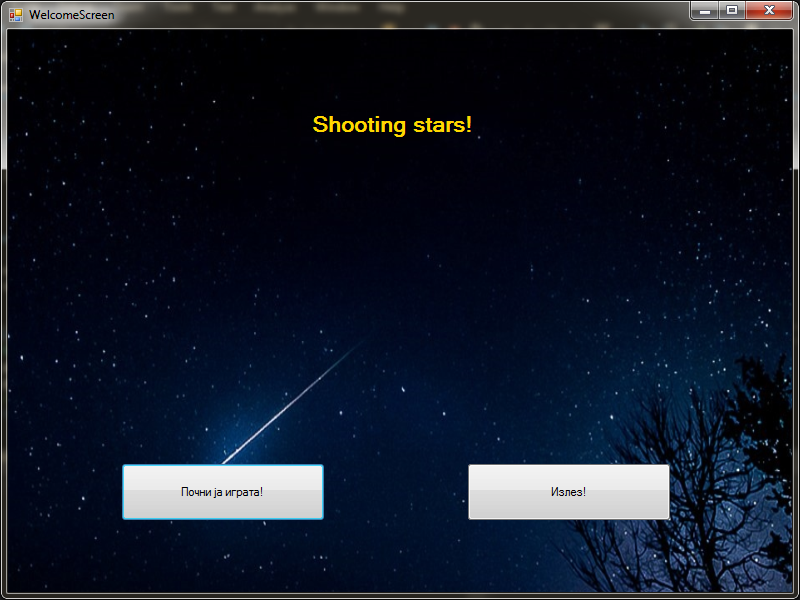 WelcomeScreen
Shooting stars!
Почни ја играта!
Излез!